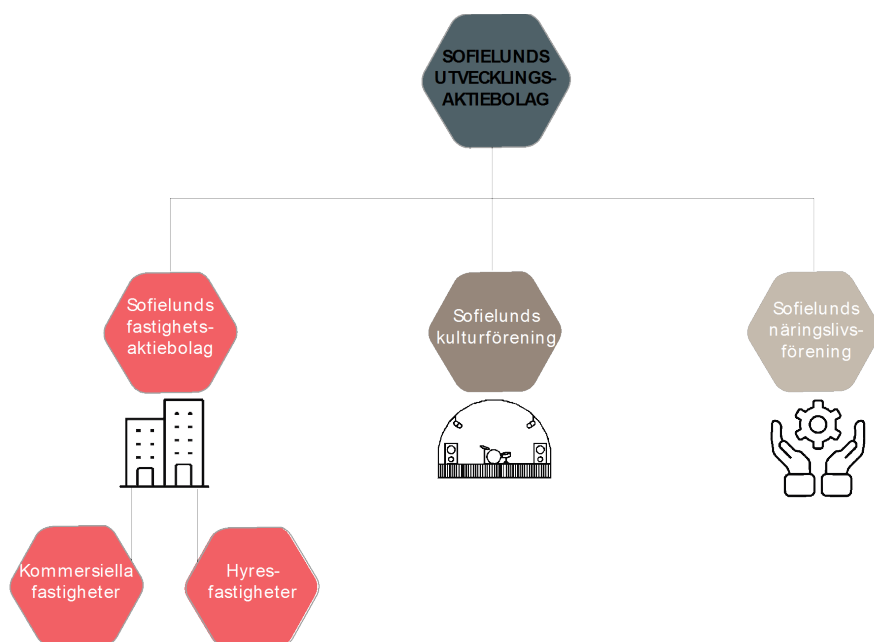 SOFIELUNDS
UTVECKLINGS-
AKTIEBOLAG
Sofielunds
fastighets-
aktiebolag
Sofielunds
kulturförening
Sofielunds
näringslivs-
förening
Kommersiella
fastigheter
Hyres-
fastigheter